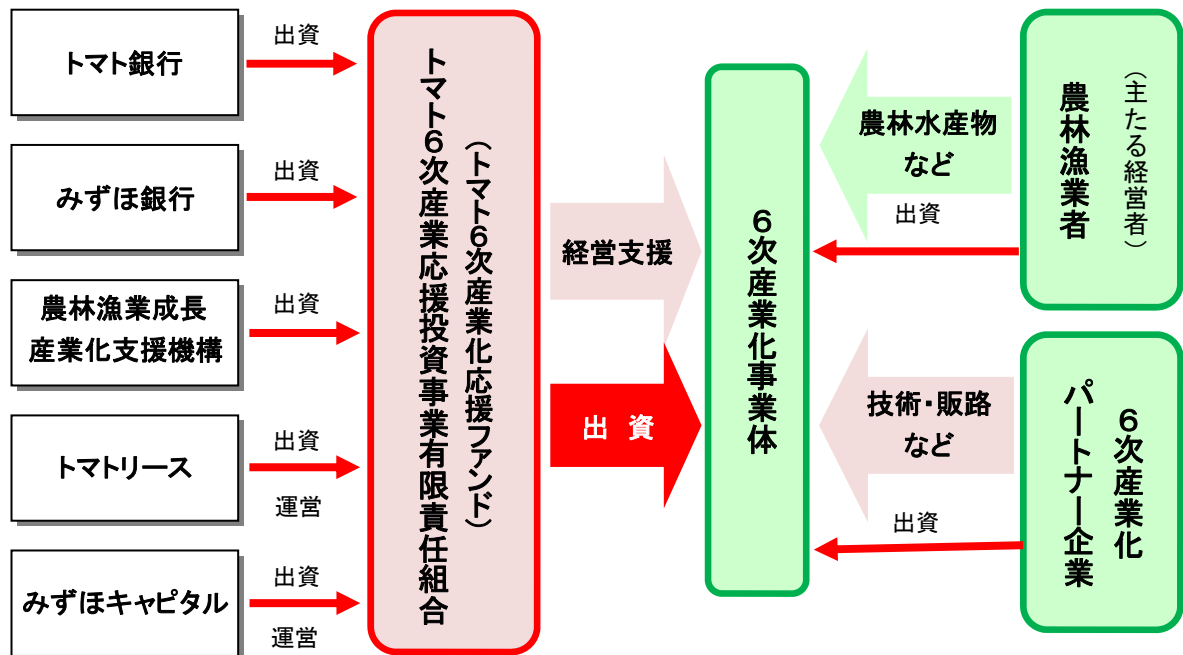 トマト銀行
出資
みずほ銀行
出資
農林漁業成長
産業化支援機構
出資
トマトリース
出資
運営
みずほキャピタル
出資
運営
トマト6次産業応援投資事業有限責任組合
（トマト6次産業化応援ファンド）
経営支援
出 資
6次産業化事業体
農林水産物
など
出資
（主たる経営者）
農林漁業者
技術・販路
など
出資
6次産業化
パートナー企業